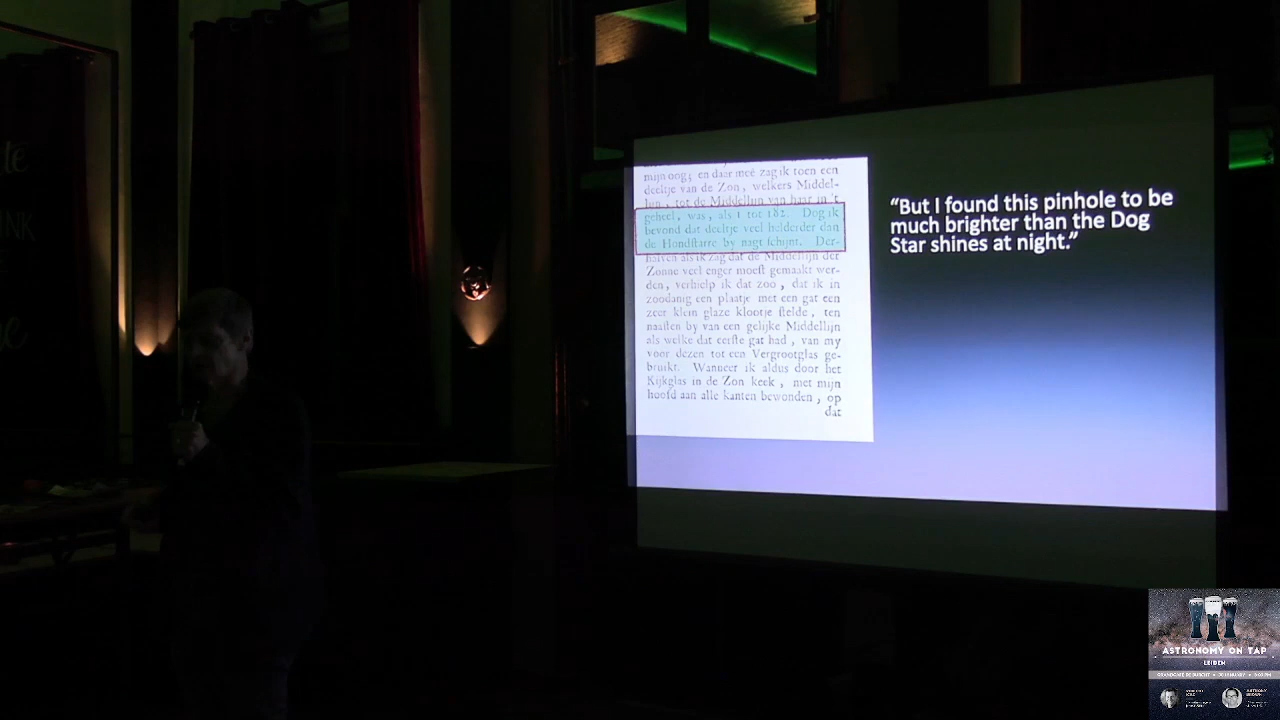 mijn oog; en daar meê zag ik toen een
deeltje van de Zon, welkers Middel-
lijn, tot de Middellijn van haar in 't
geheel, was, als 1 tot 182. Dog ik
bevond dat deeltje veel helderder dan
de Hondſtarre by nagt ſchijnt. Der-
halven als ik zag dat de Middellijn der
Zonne veel enger moeſt gemaakt wer-
den, verhielp ik dat zoo, dat ik in
zoodanig een plaatje met een gat een
zeer klein glaze klootje ſtelde, ten
naaſten by van een gelijke Middellijn
als welke dat eerſte gat had, van my
voor dezen tot een Vergrootglas ge-
bruikt. Wanneer ik aldus door het
Kijkglas in de Zon keek, met mijn
hoofd aan alle kanten bewonden, op
dat
“But I found this pinhole to be
much brighter than the Dog
Star shines at night.”
ASTRONOMY ON TAP
LEIDEN